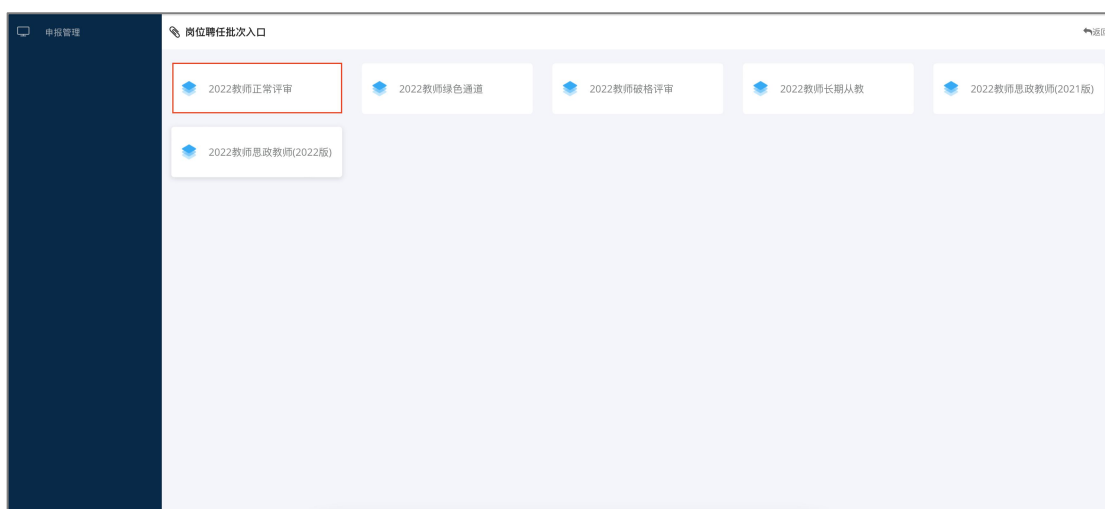 申报管理
岗位聘任批次入口
返回
2022教师正常评审
2022教师绿色通道
2022教师破格评审
2022教师长期从教
2022教师思政教师(2021版)
2022教师思政教师(2022版)